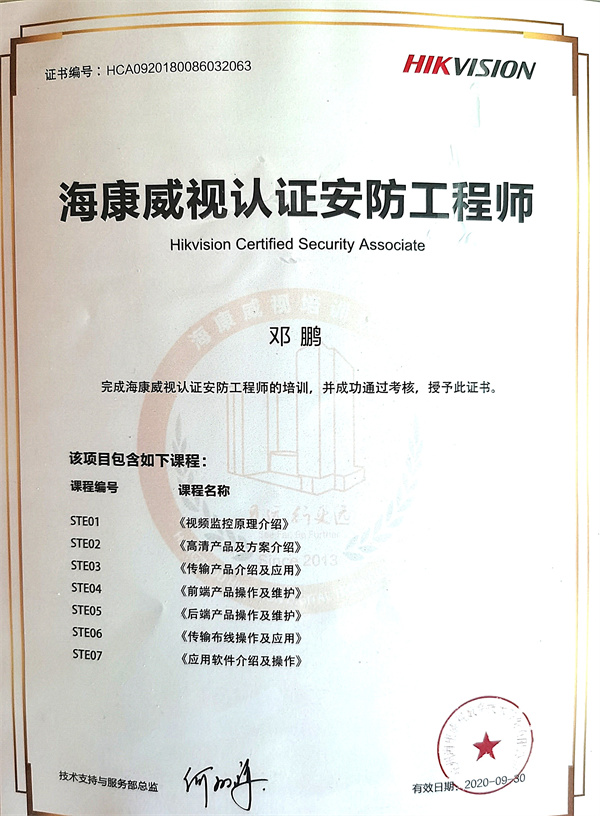 证书编号：HCA0920180086032063
HIKVISION
海康威视认证安防工程师
Hikvision Certified Security Associate
海康威视培训
邓 鹏
完成海康威视认证安防工程师的培训，并成功通过考核，授予此证书。
该项目包含如下课程：
课程编号 课程名称
STE01 《视频监控原理介绍》
STE02 《高清产品及方案介绍》
STE03 《传输产品介绍及应用》
STE04 《前端产品操作及维护》
STE05 《后端产品操作及维护》
STE06 《传输布线操作及应用》
STE07 《应用软件介绍及操作》
Since 2013
技术支持与服务部总监
有效日期：2020-09-30